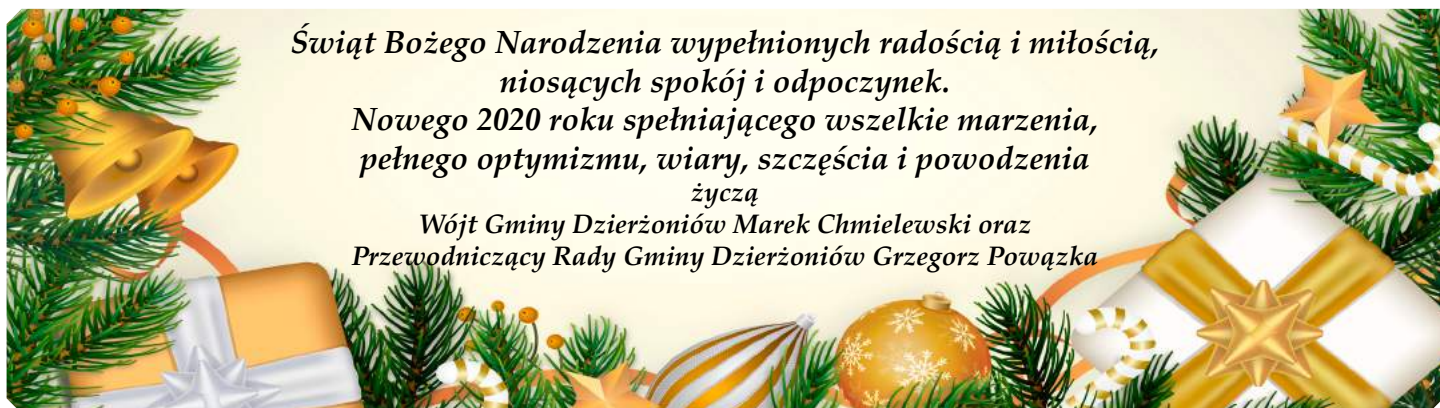 Świąt Bożego Narodzenia wypełnionych radością i miłością,
niosących spokój i odpoczynek.
Nowego 2020 roku spełniającego wszelkie marzenia,
pełnego optymizmu, wiary, szczęścia i powodzenia
życzą
Wójt Gminy Dzierżoniów Marek Chmielewski oraz
Przewodniczący Rady Gminy Dzierżoniów Grzegorz Powązka